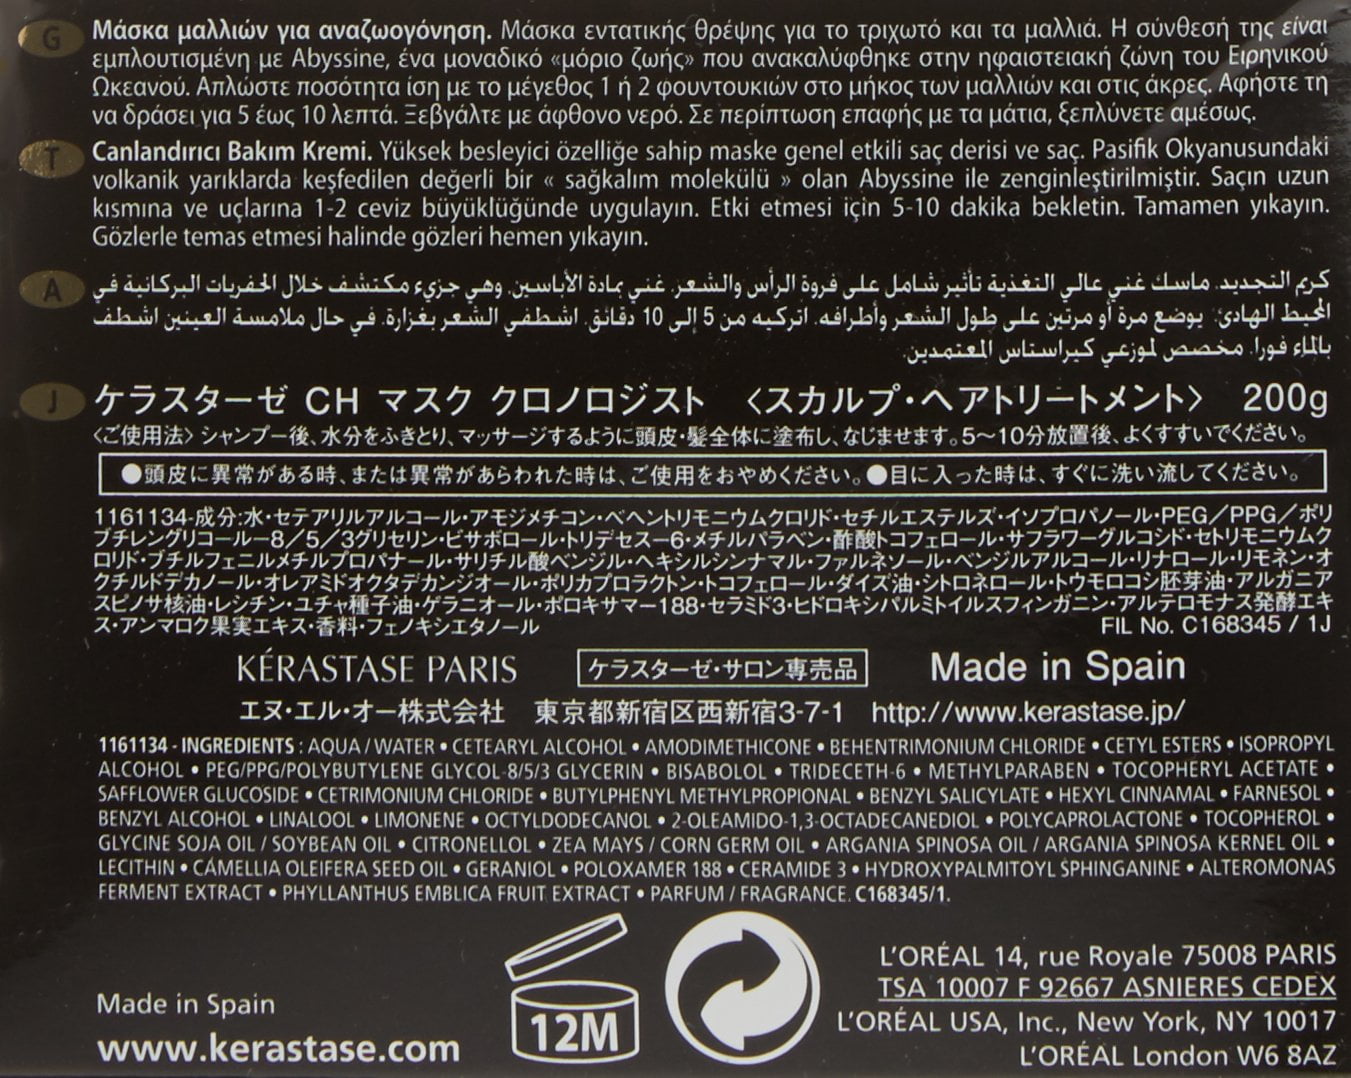 G Μάσκα μαλλιών για αναζωογόνηση. Μάσκα εντατικής θρέψης για το τριχωτό και τα μαλλιά. Η σύνθεσή της είναι
εμπλουτισμένη με Abyssine, ένα μοναδικό «μόριο ζωής» που ανακαλύφθηκε στην ηφαιστειακή ζώνη του Ειρηνικού
Ωκεανού. Απλώστε ποσότητα ίση με το μέγεθος 1 ή 2 φουντουκιών στο μήκος των μαλλιών και στις άκρες. Αφήστε τη
να δράσει για 5 έως 10 λεπτά. Ξεβγάλτε με άφθονο νερό. Σε περίπτωση επαφής με τα μάτια, ξεπλύνετε αμέσως.
T Canlandırıcı Bakım Kremi. Yüksek besleyici özelliğe sahip maske genel etkili saç derisi ve saç. Pasifik Okyanusundaki
volkanik yarıklarda keşfedilen değerli bir « sağkalım molekülü » olan Abyssine ile zenginleştirilmiştir. Saçın uzun
kısmına ve uçlarına 1-2 ceviz büyüklüğünde uygulayın. Etki etmesi için 5-10 dakika bekletin. Tamamen yıkayın.
Gözlerle temas etmesi halinde gözleri hemen yıkayın.
A كريم التجديد. ماسك غني عالي التغذية تأثير شامل على فروة الرأس والشعر. غني بمادة الأباسين. وهي جزيء مكتشف خلال الحفريات البركانية في
المحيط الهادئ. يوضع مرة أو مرتين على طول الشعر وأطرافه. اتركيه من 5 إلى 10 دقائق. اشطفي الشعر بغزارة. في حال ملامسة العينين اشطف
بالماء فورا. مخصص لموزعي كيراستاس المعتمدين.
J ケラスターゼ CH マスク クロノロジスト 〈スカルプ・ヘアトリートメント〉 200g
〈ご使用法〉シャンプー後、水分をふきとり、マッサージするように頭皮・髪全体に塗布し、なじませます。5〜10分放置後、よくすすいでください。
●頭皮に異常がある時、または異常があらわれた時は、ご使用をおやめください。●目に入った時は、すぐに洗い流してください。
1161134-成分:水・セテアリルアルコール・アモジメチコン・ベヘントリモニウムクロリド・セチルエステルズ・イソプロパノール・PEG/PPG/ポリ
ブチレングリコール-8/5/3グリセリン・ビサボロール・トリデセス-6・メチルパラベン・酢酸トコフェロール・サフラワーグルコシド・セトリモニウムク
ロリド・ブチルフェニルメチルプロパナール・サリチル酸ベンジル・ヘキシルシンナマル・ファルネソール・ベンジルアルコール・リナロール・リモネン・オ
クチルドデカノール・オレアミドオクタデカンジオール・ポリカプロラクトン・トコフェロール・ダイズ油・シトロネロール・トウモロコシ胚芽油・アルガニア
スピノサ核油・レシチン・ユチャ種子油・ゲラニオール・ポロキサマー188・セラミド3・ヒドロキシパルミトイルスフィンガニン・アルテロモナス発酵エキ
ス・アンマロク果実エキス・香料・フェノキシエタノール FIL No. C168345 / 1J
KÉRASTASE PARIS ケラスターゼ・サロン専売品 Made in Spain
エヌ・エル・オー株式会社 東京都新宿区西新宿3-7-1 http://www.kerastase.jp/
1161134 - INGREDIENTS : AQUA / WATER • CETEARYL ALCOHOL • AMODIMETHICONE • BEHENTRIMONIUM CHLORIDE • CETYL ESTERS • ISOPROPYL
ALCOHOL • PEG/PPG/POLYBUTYLENE GLYCOL-8/5/3 GLYCERIN • BISABOLOL • TRIDECETH-6 • METHYLPARABEN • TOCOPHERYL ACETATE •
SAFFLOWER GLUCOSIDE • CETRIMONIUM CHLORIDE • BUTYLPHENYL METHYLPROPIONAL • BENZYL SALICYLATE • HEXYL CINNAMAL • FARNESOL •
BENZYL ALCOHOL • LINALOOL • LIMONENE • OCTYLDODECANOL • 2-OLEAMIDO-1,3-OCTADECANEDIOL • POLYCAPROLACTONE • TOCOPHEROL •
GLYCINE SOJA OIL / SOYBEAN OIL • CITRONELLOL • ZEA MAYS / CORN GERM OIL • ARGANIA SPINOSA OIL / ARGANIA SPINOSA KERNEL OIL •
LECITHIN • CAMELLIA OLEIFERA SEED OIL • GERANIOL • POLOXAMER 188 • CERAMIDE 3 • HYDROXYPALMITOYL SPHINGANINE • ALTEROMONAS
FERMENT EXTRACT • PHYLLANTHUS EMBLICA FRUIT EXTRACT • PARFUM / FRAGRANCE. C168345/1.
Made in Spain
www.kerastase.com
12M
L'ORÉAL 14, rue Royale 75008 PARIS
TSA 10007 F 92667 ASNIERES CEDEX
L'ORÉAL USA, Inc., New York, NY 10017
L'ORÉAL London W6 8AZ